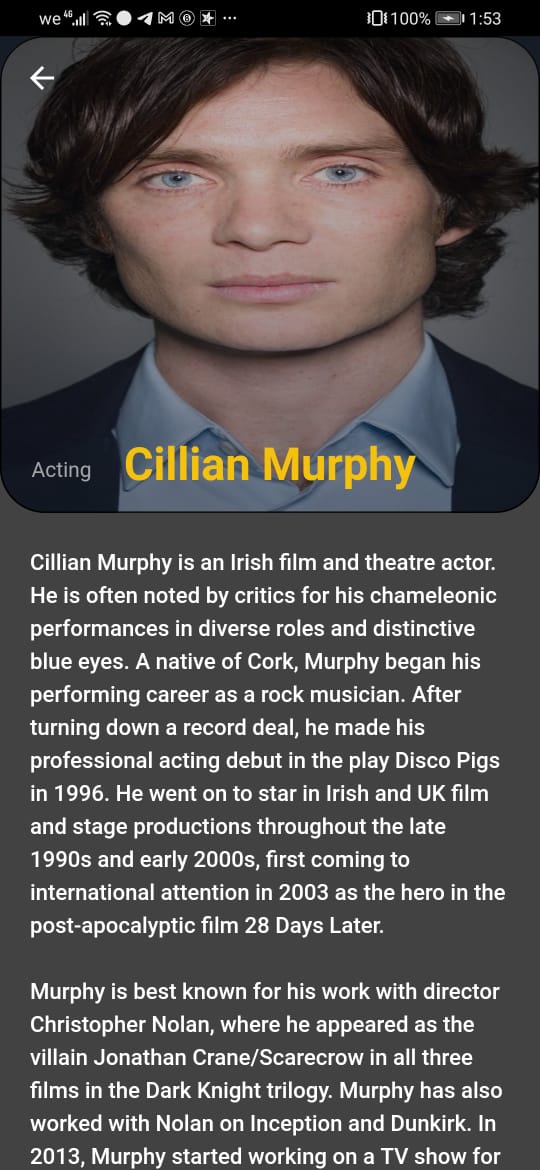 we 4G 100% 1:53
Acting Cillian Murphy
Cillian Murphy is an Irish film and theatre actor.
He is often noted by critics for his chameleonic
performances in diverse roles and distinctive
blue eyes. A native of Cork, Murphy began his
performing career as a rock musician. After
turning down a record deal, he made his
professional acting debut in the play Disco Pigs
in 1996. He went on to star in Irish and UK film
and stage productions throughout the late
1990s and early 2000s, first coming to
international attention in 2003 as the hero in the
post-apocalyptic film 28 Days Later.
Murphy is best known for his work with director
Christopher Nolan, where he appeared as the
villain Jonathan Crane/Scarecrow in all three
films in the Dark Knight trilogy. Murphy has also
worked with Nolan on Inception and Dunkirk. In
2013, Murphy started working on a TV show for